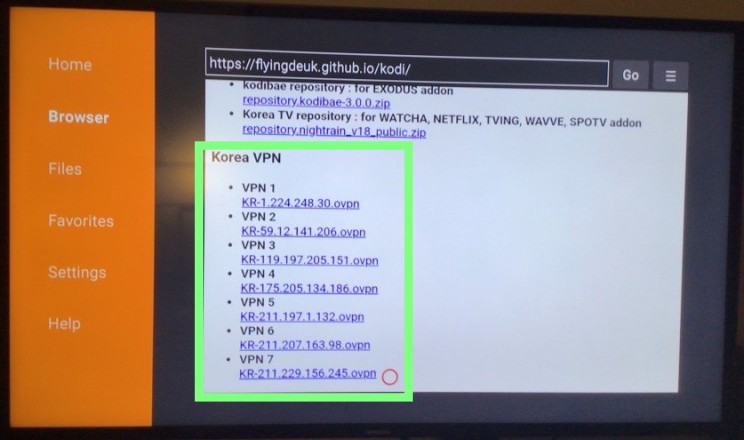 Home
Browser
Files
Favorites
Settings
Help
https://flyingdeuk.github.io/kodi/
Go
kodibae repository : for EXODUS addon
repository.kodibae-3.0.0.zip
Korea TV repository : for WATCHA, NETFLIX, TVING, WAVVE, SPOTV addon
repository.nightrain_v18_public.zip
Korea VPN
VPN 1
KR-1.224.248.30.ovpn
VPN 2
KR-59.12.141.206.ovpn
VPN 3
KR-119.197.205.151.ovpn
VPN 4
KR-175.205.134.186.ovpn
VPN 5
KR-211.197.1.132.ovpn
VPN 6
KR-211.207.163.98.ovpn
VPN 7
KR-211.229.156.245.ovpn